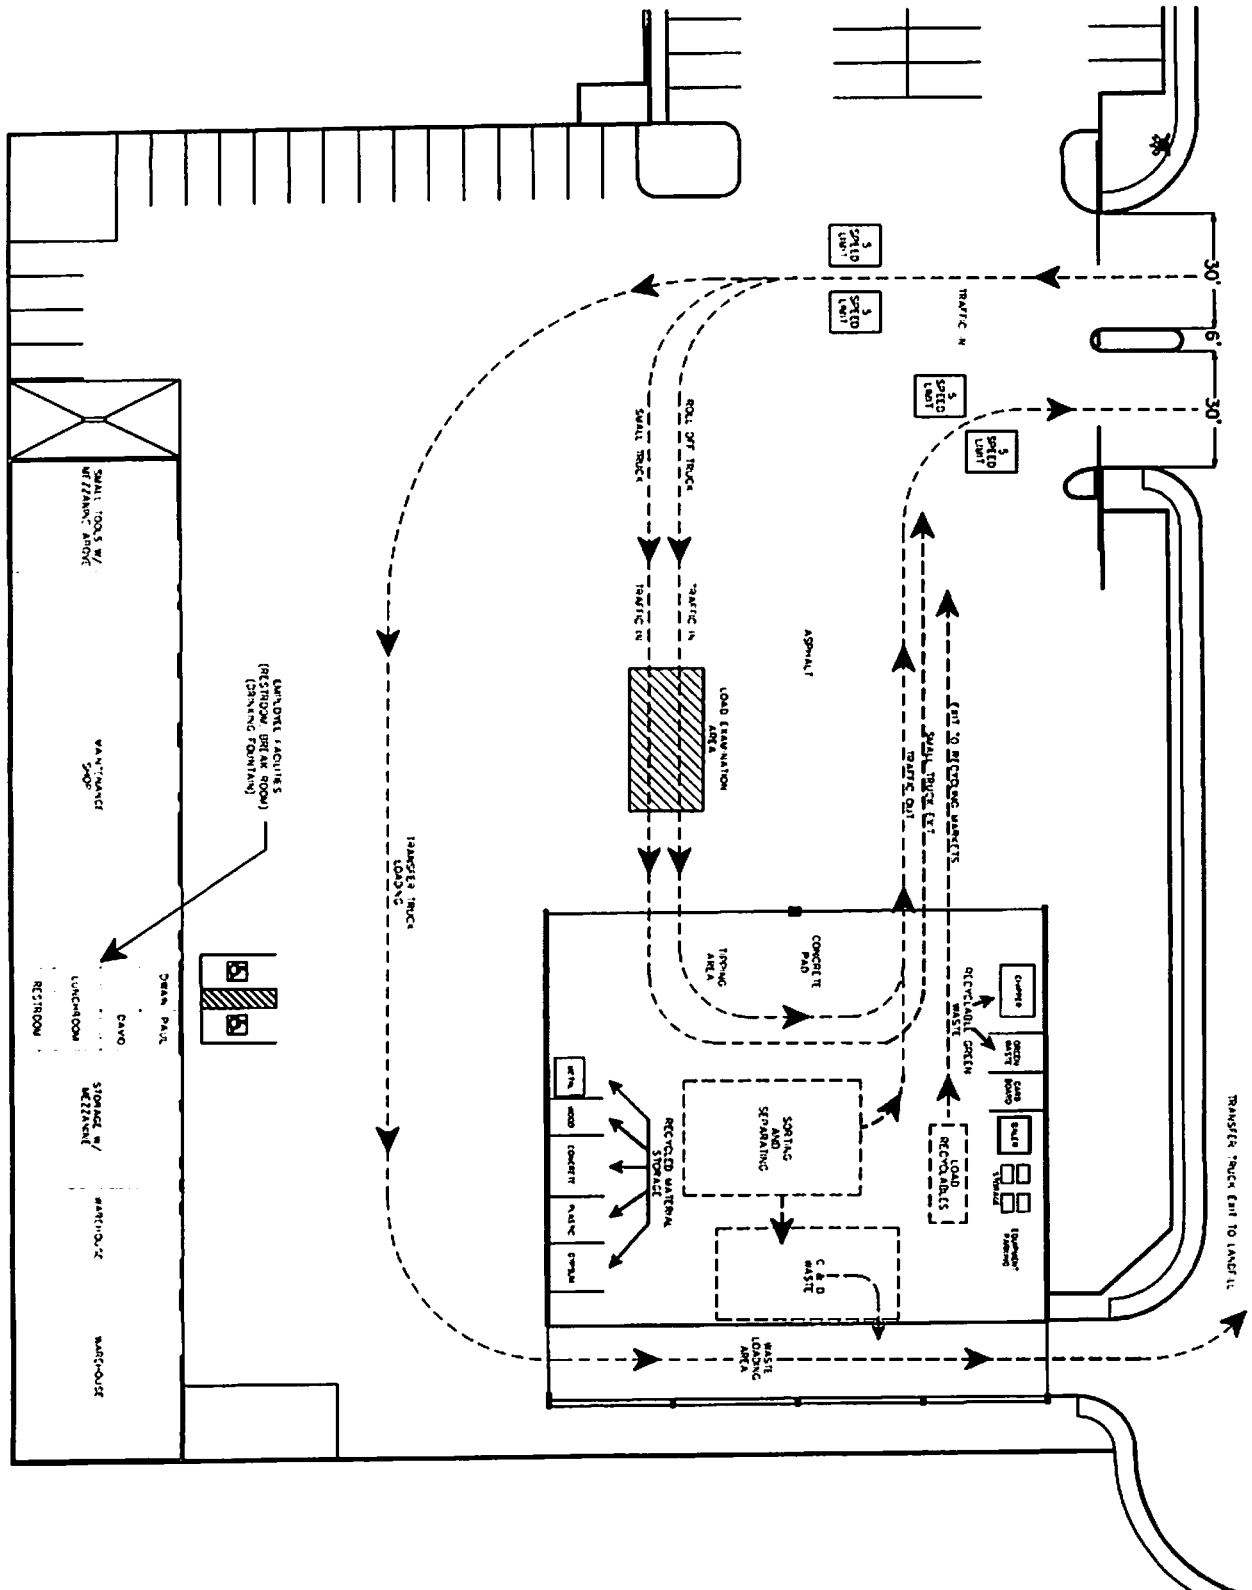 30'
6'
30'
5
SPEED
LIMIT
5
SPEED
LIMIT
5
SPEED
LIMIT
5
SPEED
LIMIT
TRAFFIC IN
ROLL OFF TRUCK
SMALL TRUCK
TRAFFIC IN
TRAFFIC IN
ASPHALT
LOAD EXAMINATION
AREA
EXIT TO RECYCLING MARKETS
SMALL TRUCK EXIT
TRAFFIC OUT
TRANSFER TRUCK
LOADING
SMALL TOOLS W/
MEZZANINE ABOVE
MAINTNANCE
SHOP
EMPLOYEE FACILITIES
(RESTROOM, BREAK ROOM)
(DRINKING FOUNTAIN)
LUNCHROOM
RESTROOM
STORAGE W/
MEZZANINE
WAREHOUSE
WAREHOUSE
CONCRETE
PAD
TIPPING
AREA
CHIPPER
RECYCLABLE GREEN
WASTE
GREEN
WASTE
CARD
BOARD
BALER
STORAGE
EQUIPMENT
PARKING
LOAD
RECYCLABLES
SORTING
AND
SEPARATING
RECYCLED MATERIAL
STORAGE
METAL
WOOD
CONCRETE
PLASTIC
GYPSUM
C & D
WASTE
WASTE
LOADING
AREA
TRANSFER TRUCK EXIT TO LANDFILL